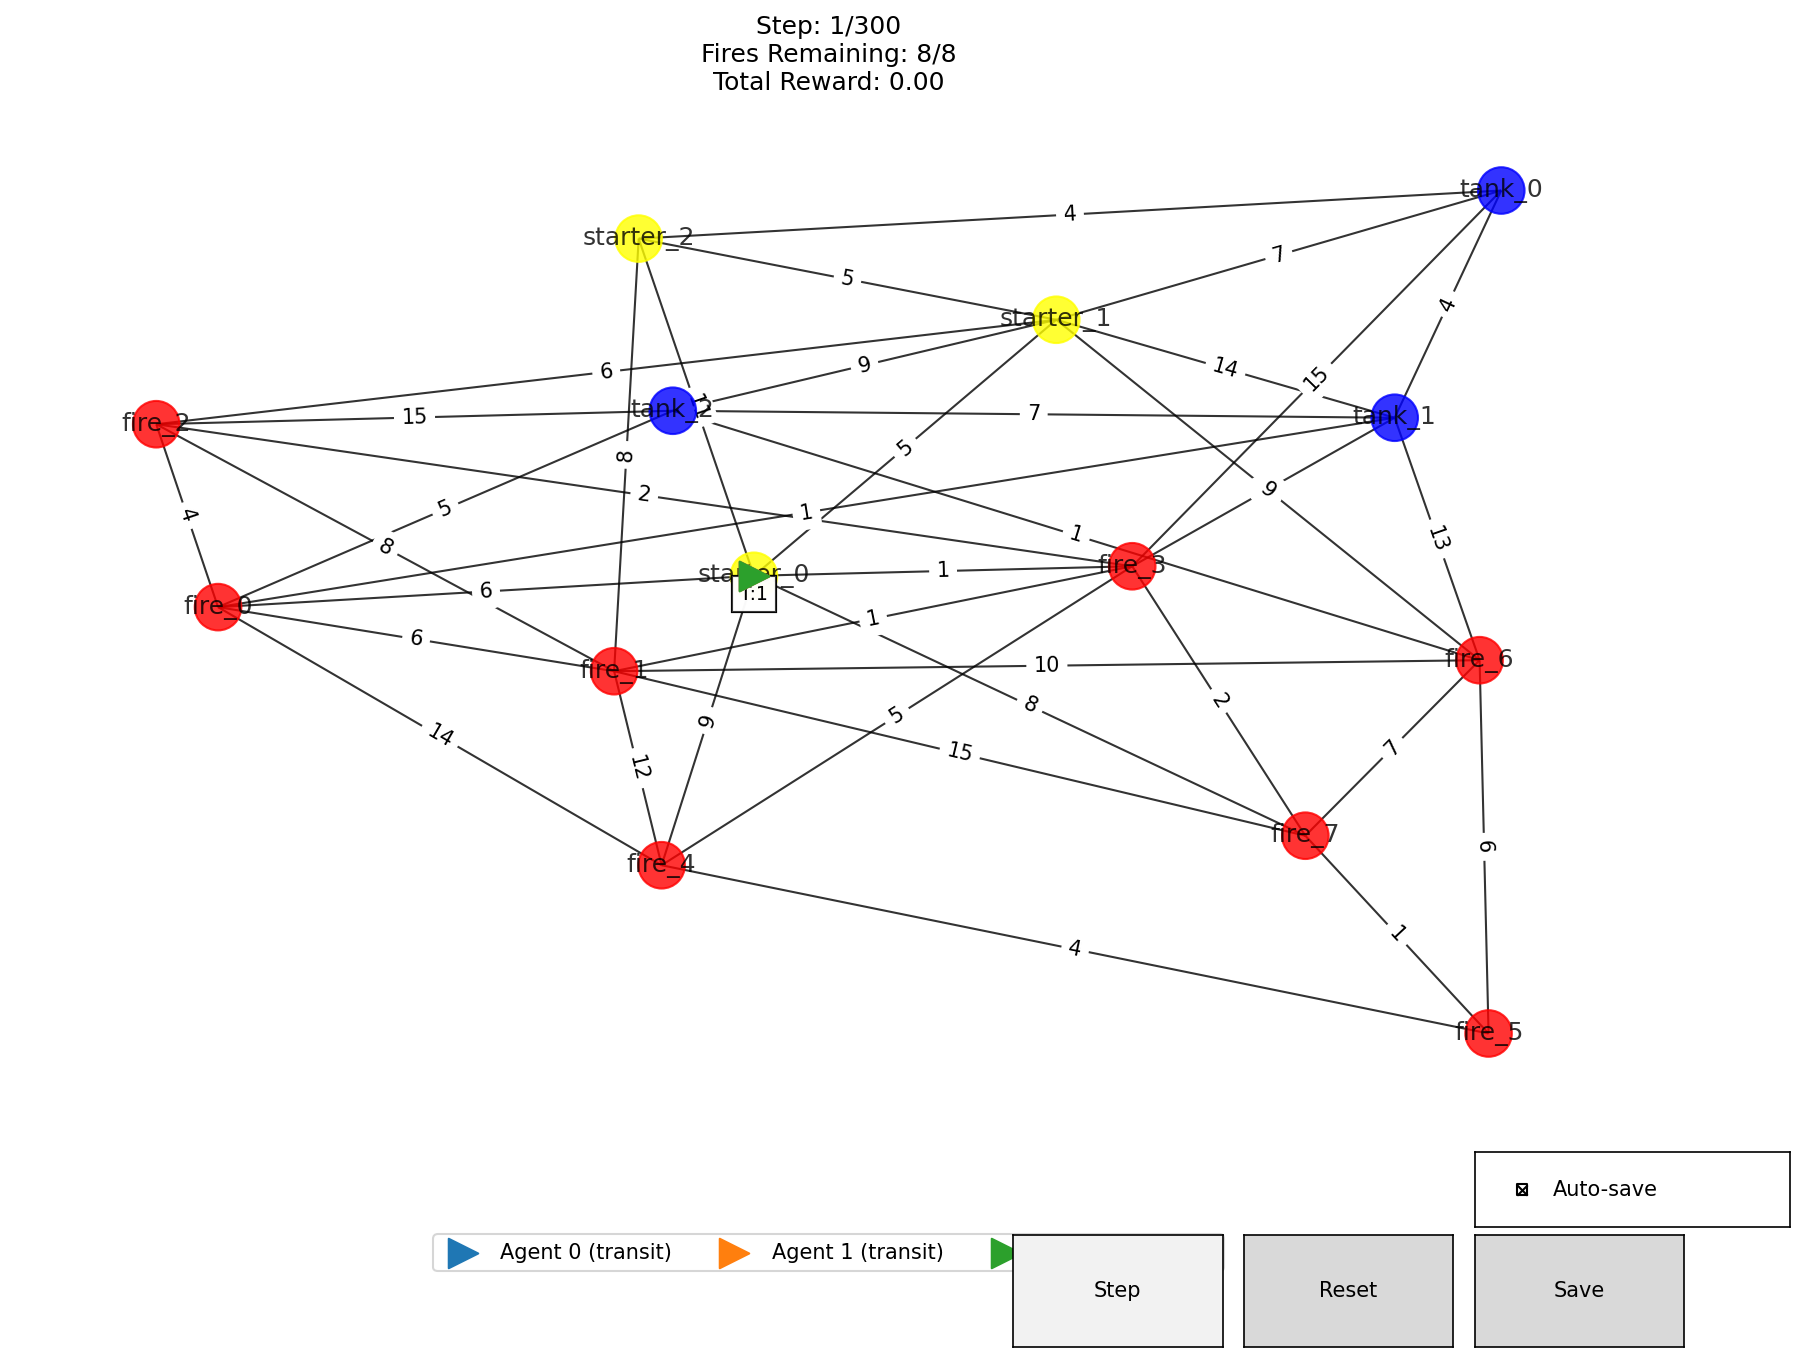 Step: 1/300
Fires Remaining: 8/8
Total Reward: 0.00
tank_0
4
starter_2
7
5
4
starter_1
6
9
14
15
tank_2
7
tank_1
fire_2
15
8
5
9
2
5
4
1
1
13
8
fire_3
starter_0
1
6
T:1
fire_0
1
6
fire_6
10
fire_1
2
8
5
9
14
7
15
12
fire_7
9
fire_4
1
4
fire_5
Auto-save
Agent 0 (transit)
Agent 1 (transit)
Step
Reset
Save